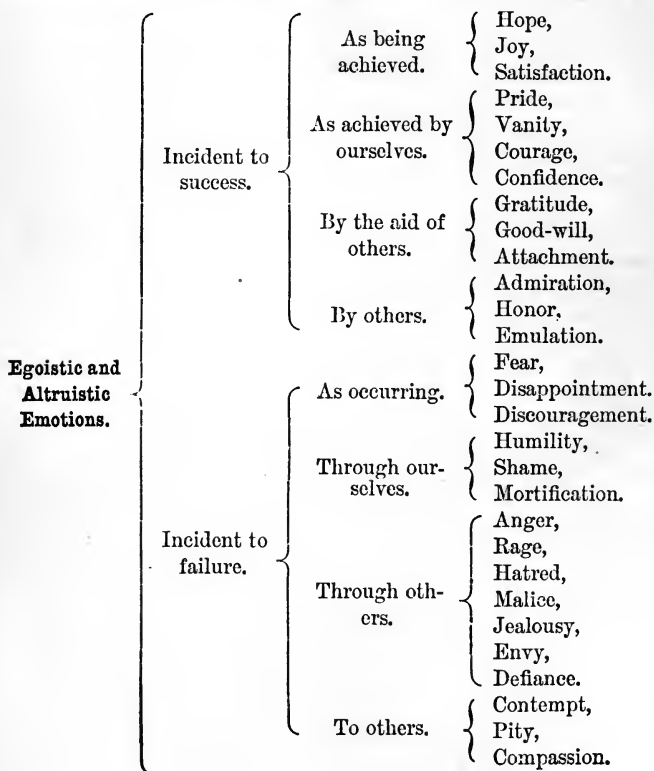 Egoistic and
Altruistic
Emotions.
Incident to
success.
As being
achieved.
Hope,
Joy,
Satisfaction.
As achieved by
ourselves.
Pride,
Vanity,
Courage,
Confidence.
By the aid of
others.
Gratitude,
Good-will,
Attachment.
By others.
Admiration,
Honor,
Emulation.
Incident to
failure.
As occurring.
Fear,
Disappointment.
Discouragement.
Through our-
selves.
Humility,
Shame,
Mortification.
Through oth-
ers.
Anger,
Rage,
Hatred,
Malice,
Jealousy,
Envy,
Defiance.
To others.
Contempt,
Pity,
Compassion.